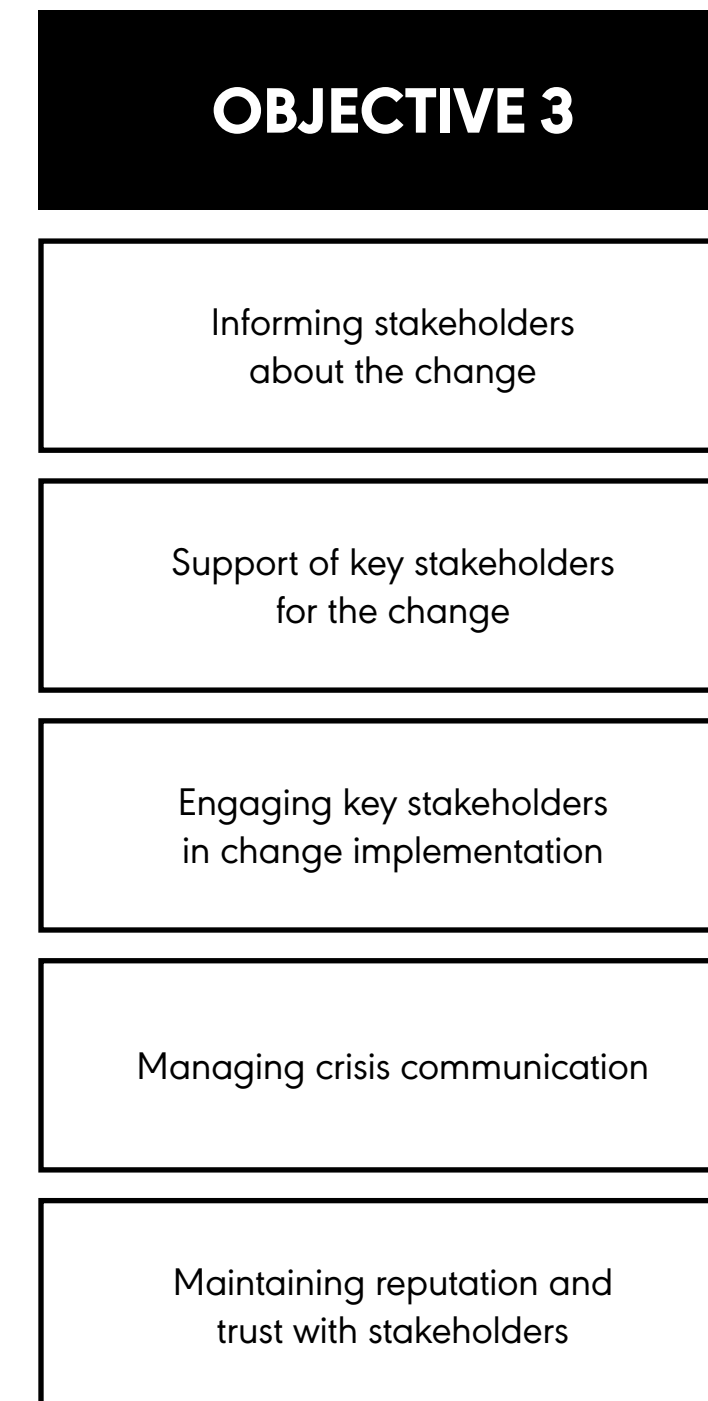 OBJECTIVE 3
Informing stakeholders
about the change
Support of key stakeholders
for the change
Engaging key stakeholders
in change implementation
Managing crisis communication
Maintaining reputation and
trust with stakeholders